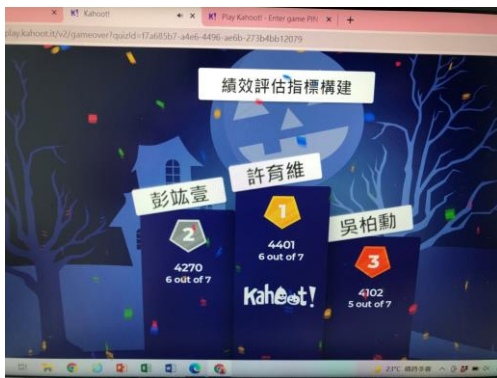 Kahoot!
Play Kahoot! - Enter game PIN
play.kahoot.it/v2/gameover?quizId=f7a685b7-a4e6-4496-ae6b-273b4bb12079
績效評估指標構建
許育維
彭竑壹
吳柏勳
1
2
3
4401
6 out of 7
4270
6 out of 7
4102
5 out of 7
Kahoot!
23°C